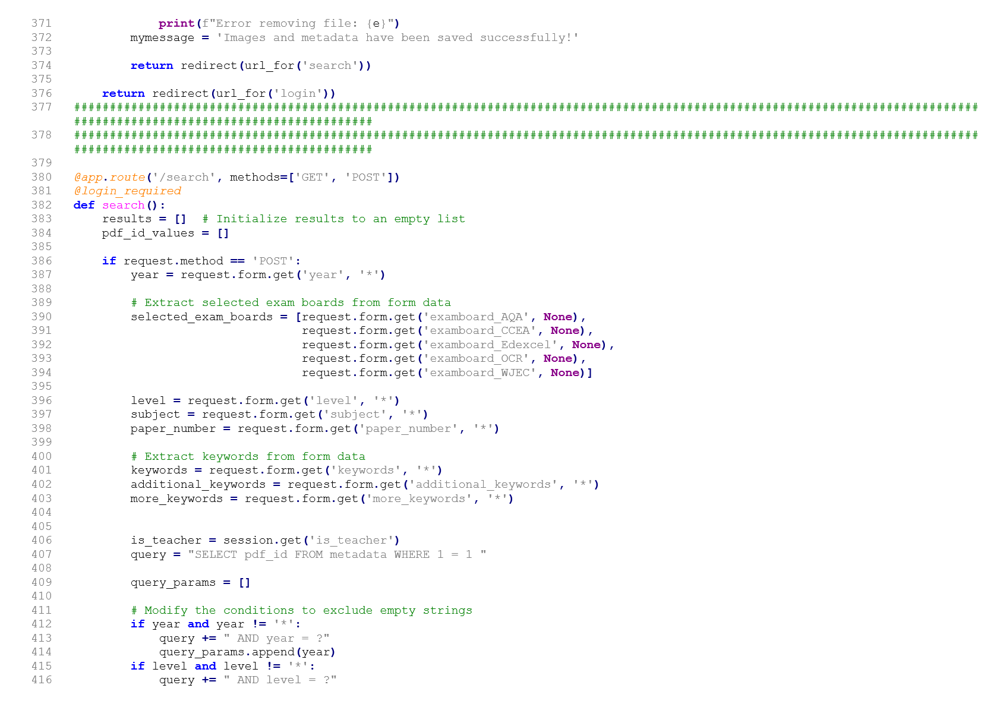 371 print(f"Error removing file: {e}")
372 mymessage = 'Images and metadata have been saved successfully!'
373
374 return redirect(url_for('search'))
375
376 return redirect(url_for('login'))
377 ###############################################################################################################################
##########################################
378 ###############################################################################################################################
##########################################
379
380 @app.route('/search', methods=['GET', 'POST'])
381 @login_required
382 def search():
383 results = []  # Initialize results to an empty list
384 pdf_id_values = []
385
386 if request.method == 'POST':
387 year = request.form.get('year', '*')
388
389 # Extract selected exam boards from form data
390 selected_exam_boards = [request.form.get('examboard_AQA', None),
391 request.form.get('examboard_CCEA', None),
392 request.form.get('examboard_Edexcel', None),
393 request.form.get('examboard_OCR', None),
394 request.form.get('examboard_WJEC', None)]
395
396 level = request.form.get('level', '*')
397 subject = request.form.get('subject', '*')
398 paper_number = request.form.get('paper_number', '*')
399
400 # Extract keywords from form data
401 keywords = request.form.get('keywords', '*')
402 additional_keywords = request.form.get('additional_keywords', '*')
403 more_keywords = request.form.get('more_keywords', '*')
404
405
406 is_teacher = session.get('is_teacher')
407 query = "SELECT pdf_id FROM metadata WHERE 1 = 1 "
408
409 query_params = []
410
411 # Modify the conditions to exclude empty strings
412 if year and year != '*':
413 query += " AND year = ?"
414 query_params.append(year)
415 if level and level != '*':
416 query += " AND level = ?"